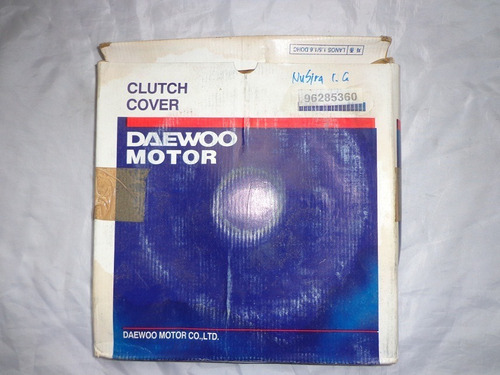 LANOS 1.5/1.6 DOHC
Nubira 1.6
96285360
CLUTCH
COVER
DAEWOO
MOTOR
DAEWOO MOTOR CO.,LTD.